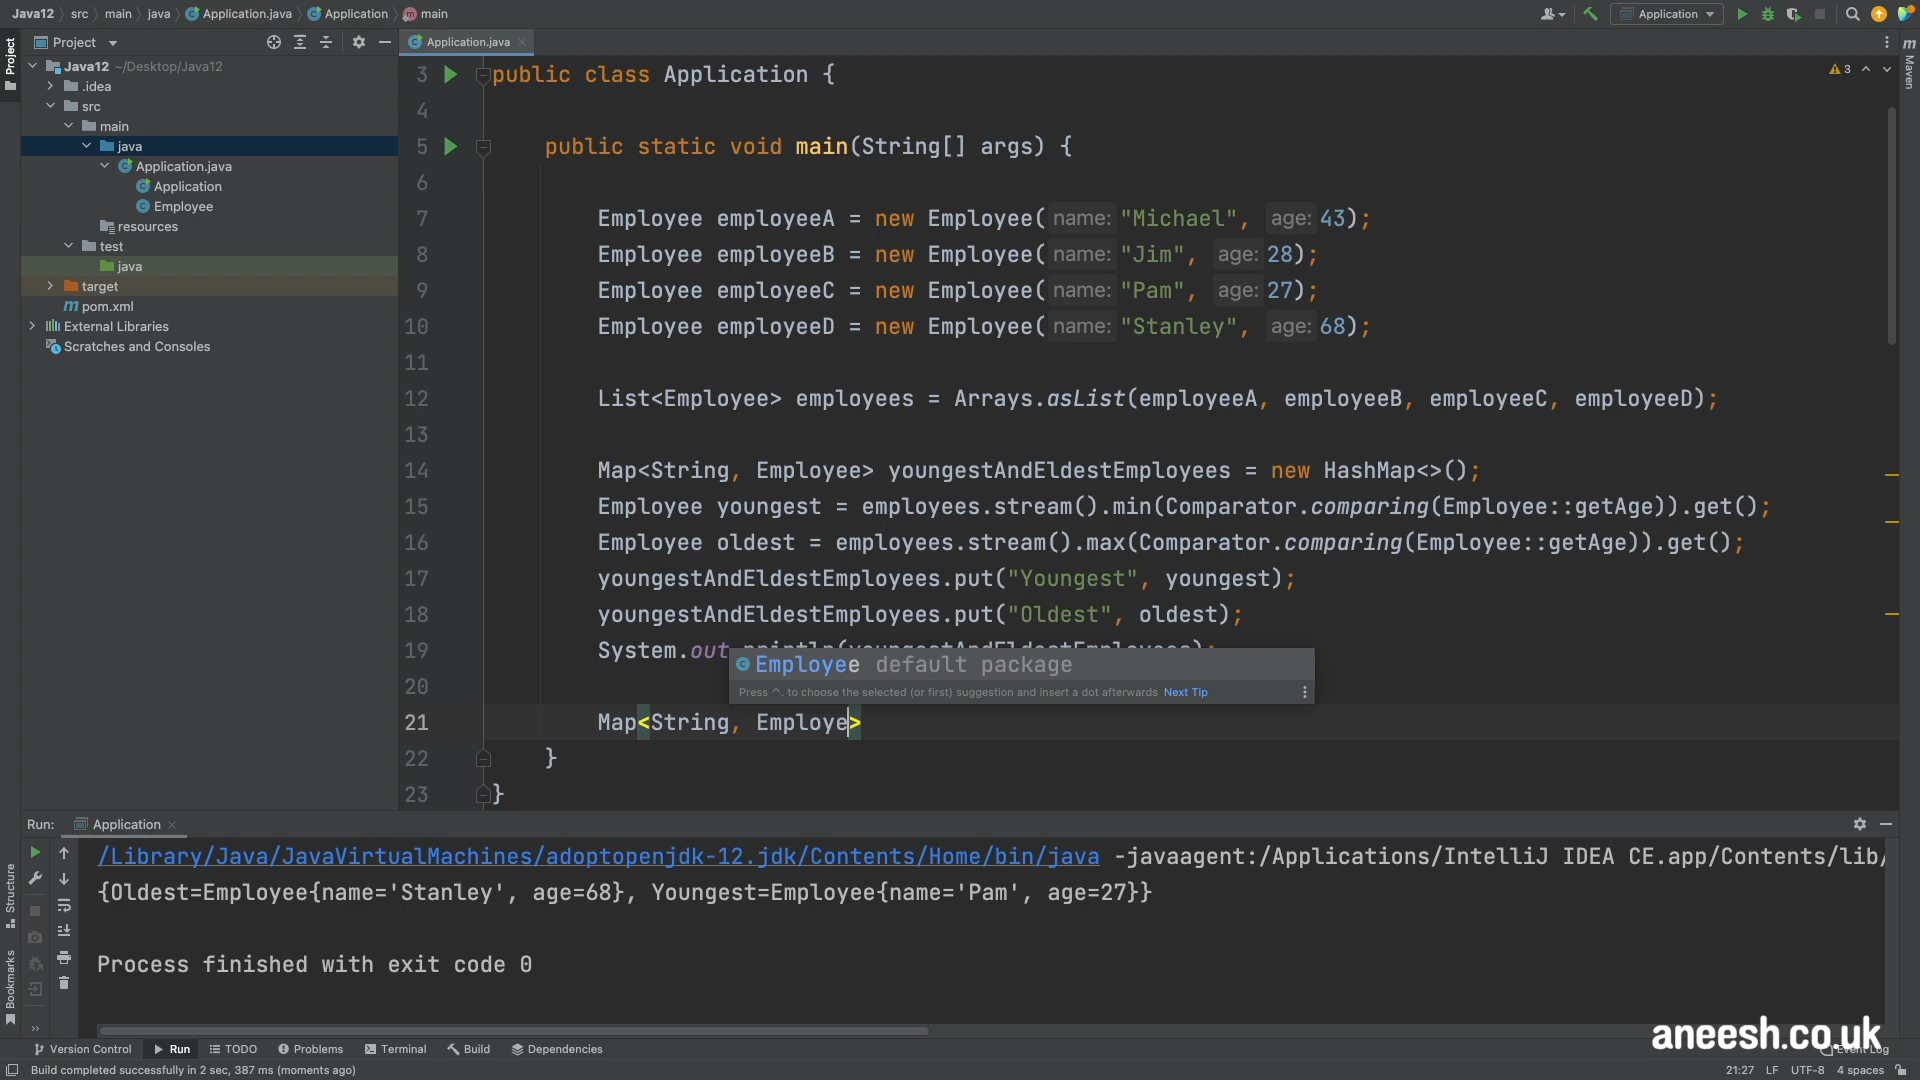 Java12 src main java Application.java Application main
Application
Project
Application.java
Project
Maven
Java12 ~/Desktop/Java12
.idea
src
main
java
Application.java
Application
Employee
resources
test
java
target
pom.xml
External Libraries
Scratches and Consoles
3
3 public class Application {
4
5 public static void main(String[] args) {
6
7 Employee employeeA = new Employee( name: "Michael", age: 43);
8 Employee employeeB = new Employee( name: "Jim", age: 28);
9 Employee employeeC = new Employee( name: "Pam", age: 27);
10 Employee employeeD = new Employee( name: "Stanley", age: 68);
11
12 List<Employee> employees = Arrays.asList(employeeA, employeeB, employeeC, employeeD);
13
14 Map<String, Employee> youngestAndEldestEmployees = new HashMap<>();
15 Employee youngest = employees.stream().min(Comparator.comparing(Employee::getAge)).get();
16 Employee oldest = employees.stream().max(Comparator.comparing(Employee::getAge)).get();
17 youngestAndEldestEmployees.put("Youngest", youngest);
18 youngestAndEldestEmployees.put("Oldest", oldest);
19 System.out.println(youngestAndEldestEmployees);
Employee default package
20
Press ^. to choose the selected (or first) suggestion and insert a dot afterwards Next Tip
21 Map<String, Employe>
22 }
23 }
Run: Application
/Library/Java/JavaVirtualMachines/adoptopenjdk-12.jdk/Contents/Home/bin/java -javaagent:/Applications/IntelliJ IDEA CE.app/Contents/lib/
{Oldest=Employee{name='Stanley', age=68}, Youngest=Employee{name='Pam', age=27}}
Process finished with exit code 0
Structure
Bookmarks
aneesh.co.uk
Version Control Run TODO Problems Terminal Build Dependencies Event Log
Build completed successfully in 2 sec, 387 ms (moments ago) 21:27 LF UTF-8 4 spaces